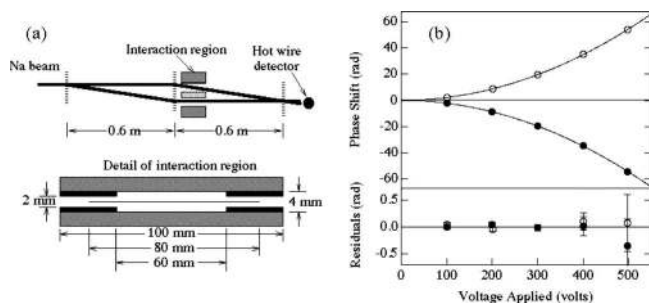 (a)
Interaction region
Hot wire detector
Na beam
0.6 m
0.6 m
Detail of interaction region
2 mm
4 mm
100 mm
80 mm
60 mm
(b)
Phase Shift (rad)
60
40
20
0
-20
-40
-60
Residuals (rad)
0.5
0.0
-0.5
100 200 300 400 500
Voltage Applied (volts)